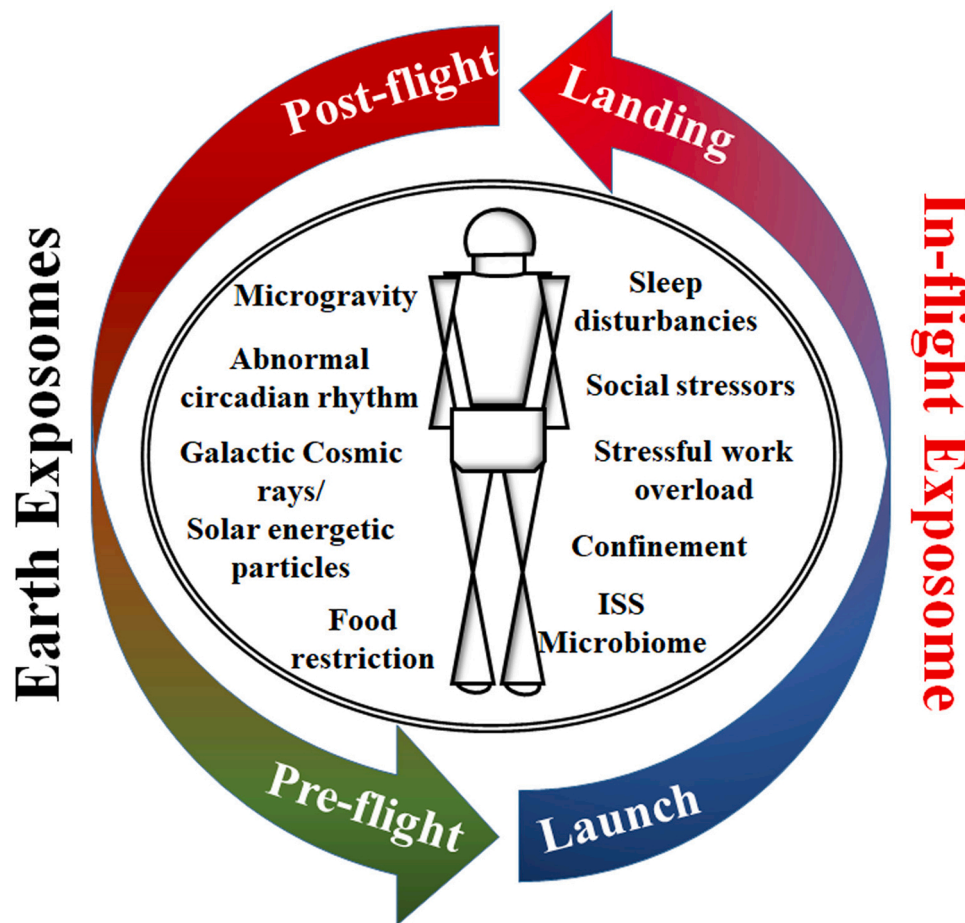 Post-flight
Landing
Earth Exposomes
In-flight Exposome
Microgravity
Abnormal
circadian rhythm
Galactic Cosmic
rays/
Solar energetic
particles
Food
restriction
Sleep
disturbancies
Social stressors
Stressful work
overload
Confinement
ISS
Microbiome
Pre-flight
Launch